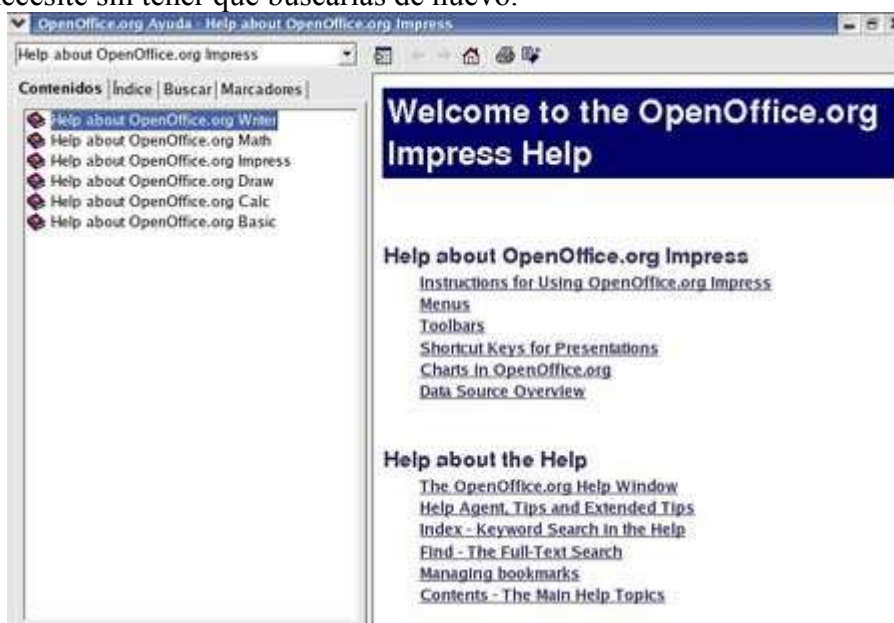 necesite sin tener que buscarlas de nuevo.
OpenOffice.org Ayuda - Help about OpenOffice.org Impress
Help about OpenOffice.org Impress
Contenidos Índice Buscar Marcadores
Help about OpenOffice.org Writer
Help about OpenOffice.org Math
Help about OpenOffice.org Impress
Help about OpenOffice.org Draw
Help about OpenOffice.org Calc
Help about OpenOffice.org Basic
Welcome to the OpenOffice.org
Impress Help
Help about OpenOffice.org Impress
Instructions for Using OpenOffice.org Impress
Menus
Toolbars
Shortcut Keys for Presentations
Charts in OpenOffice.org
Data Source Overview
Help about the Help
The OpenOffice.org Help Window
Help Agent, Tips and Extended Tips
Index - Keyword Search in the Help
Find - The Full-Text Search
Managing bookmarks
Contents - The Main Help Topics